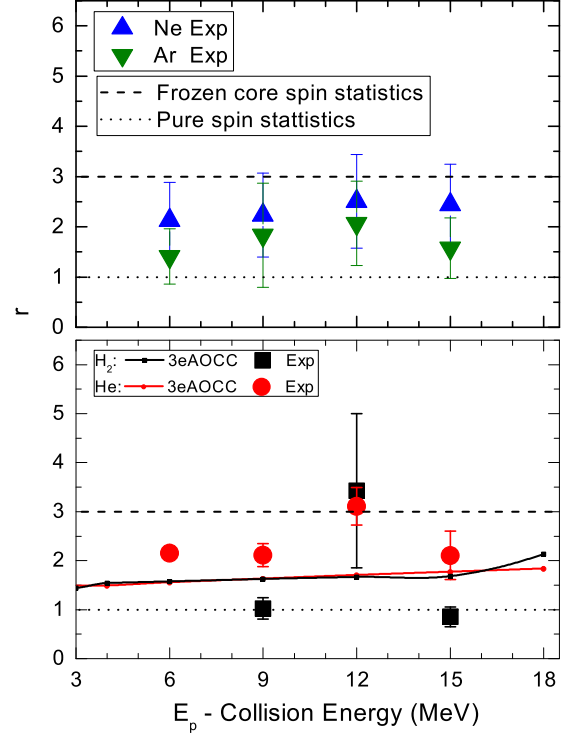 6
5
4
3
2
1
0
Ne Exp
Ar Exp
Frozen core spin statistics
Pure spin stattistics
r
6
5
4
3
2
1
0
H2: 3eAOCC Exp
He: 3eAOCC Exp
3 6 9 12 15 18
Ep - Collision Energy (MeV)